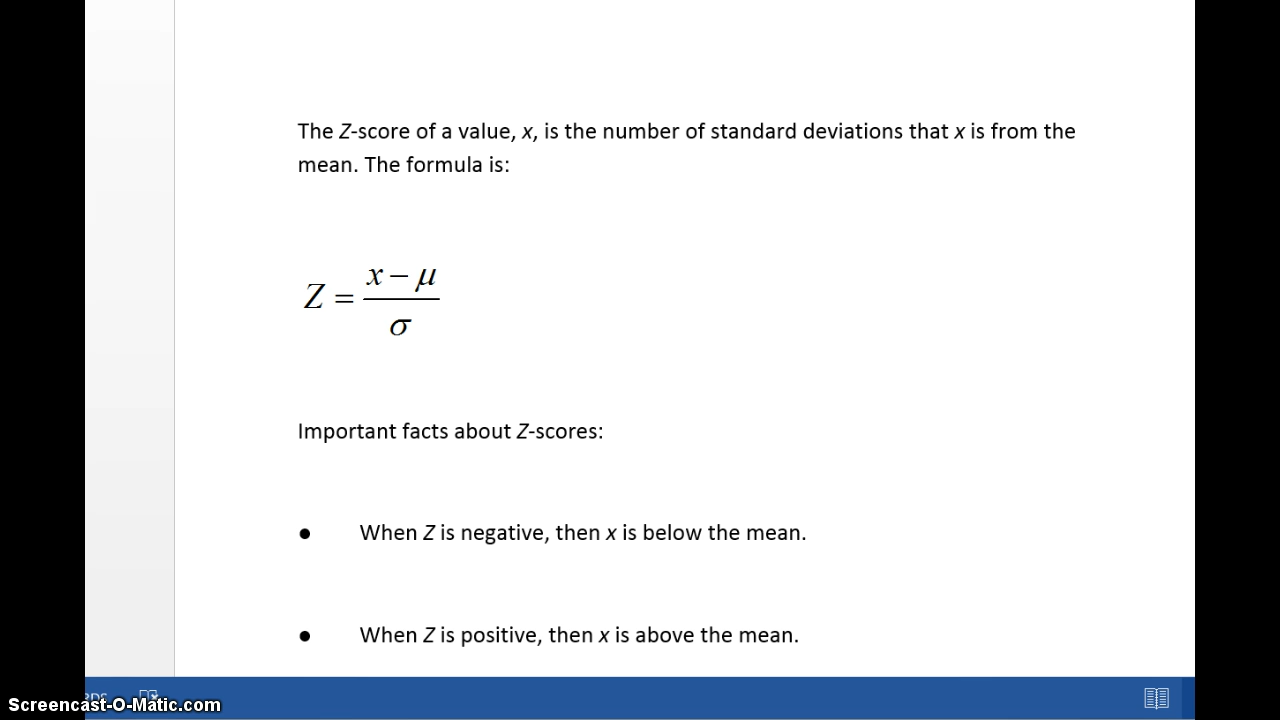 The Z-score of a value, x, is the number of standard deviations that x is from the
mean. The formula is:
Z = (x − μ) / σ
Important facts about Z-scores:
● When Z is negative, then x is below the mean.
● When Z is positive, then x is above the mean.
Screencast-O-Matic.com